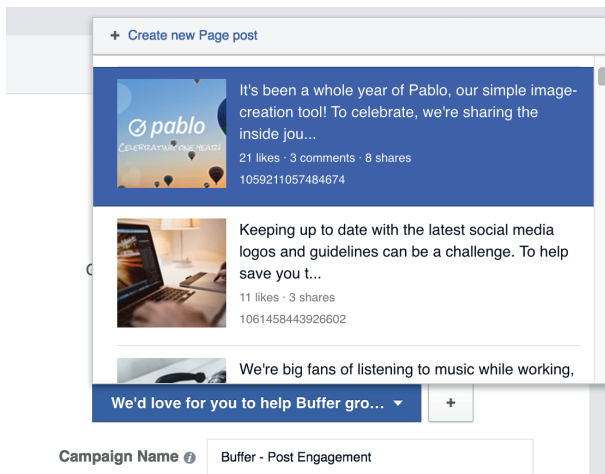 + Create new Page post
It's been a whole year of Pablo, our simple image-
creation tool! To celebrate, we're sharing the
inside jou...
pablo
CELEBRATING ONE YEAR!
21 likes · 3 comments · 8 shares
1059211057484674
Keeping up to date with the latest social media
logos and guidelines can be a challenge. To help
save you t...
11 likes · 3 shares
1061458443926602
We're big fans of listening to music while working,
We'd love for you to help Buffer gro...
+
Campaign Name i
Buffer - Post Engagement